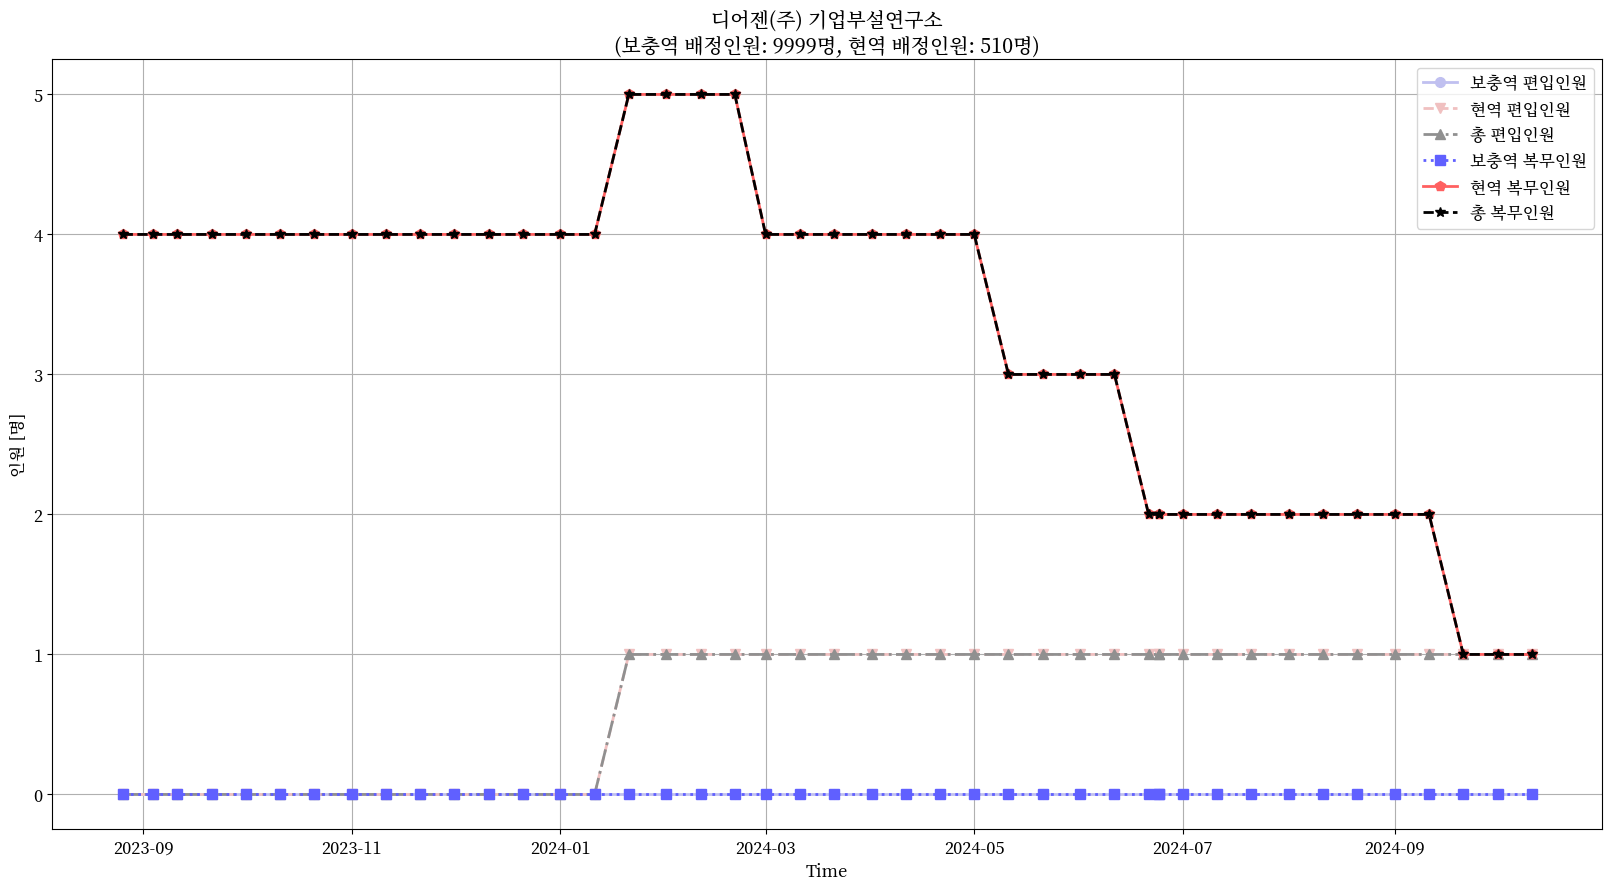 디어젠(주) 기업부설연구소
(보충역 배정인원: 9999명, 현역 배정인원: 510명)
보충역 편입인원
현역 편입인원
총 편입인원
보충역 복무인원
현역 복무인원
총 복무인원
인원 [명]
5
4
3
2
1
0
2023-09
2023-11
2024-01
2024-03
2024-05
2024-07
2024-09
Time